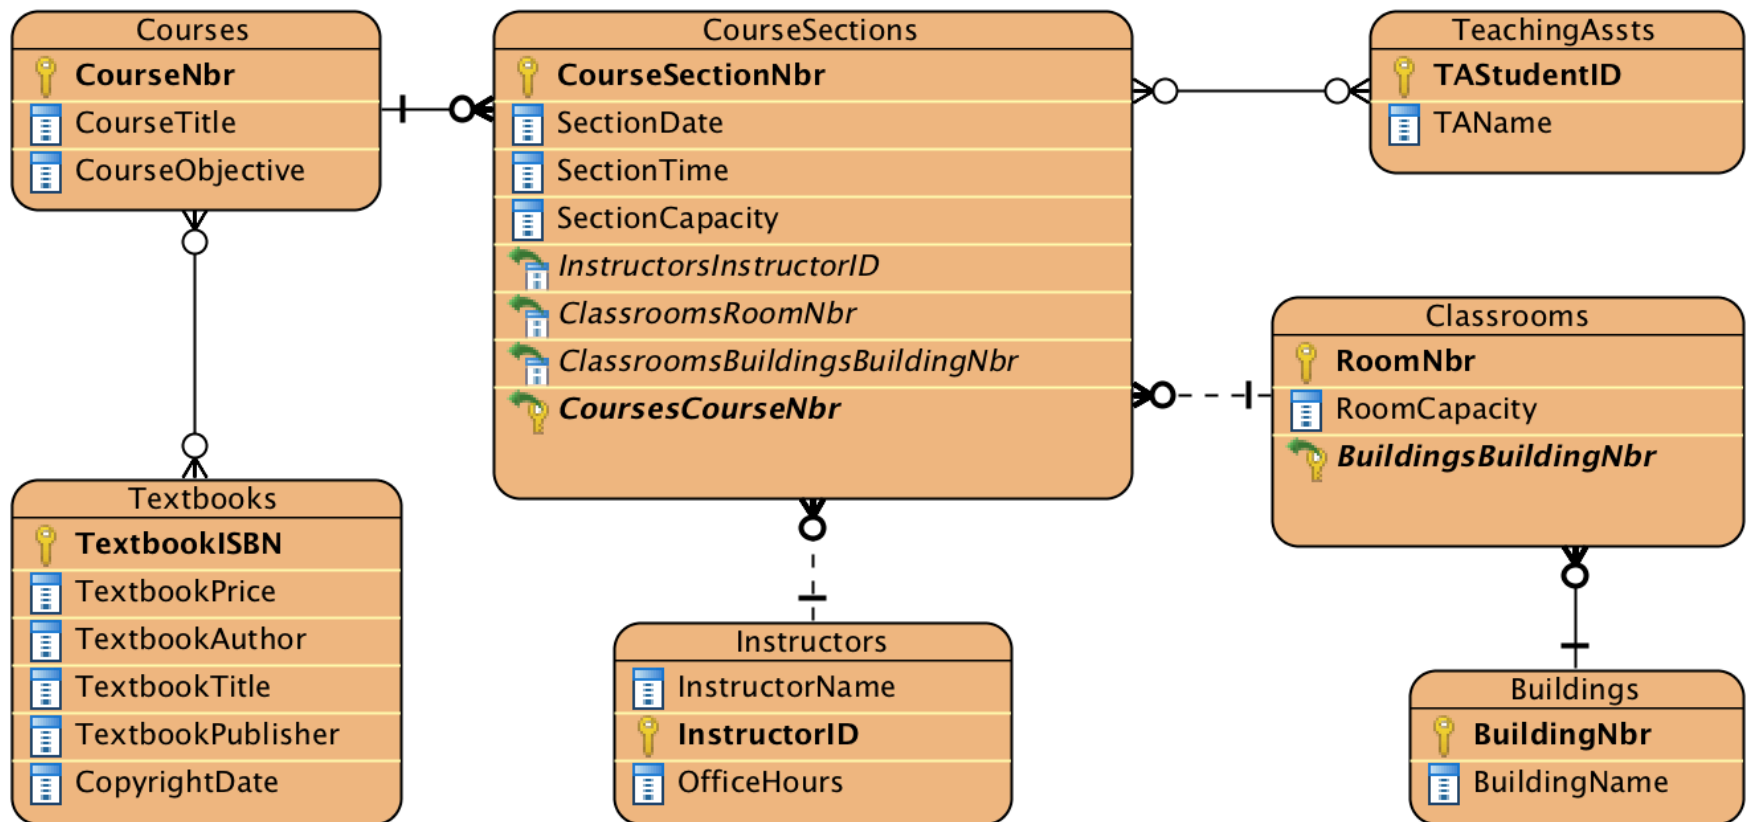 Courses
CourseNbr
CourseTitle
CourseObjective
CourseSections
CourseSectionNbr
SectionDate
SectionTime
SectionCapacity
InstructorsInstructorID
ClassroomsRoomNbr
ClassroomsBuildingsBuildingNbr
CoursesCourseNbr
TeachingAssts
TAStudentID
TAName
Classrooms
RoomNbr
RoomCapacity
BuildingsBuildingNbr
Textbooks
TextbookISBN
TextbookPrice
TextbookAuthor
TextbookTitle
TextbookPublisher
CopyrightDate
Instructors
InstructorName
InstructorID
OfficeHours
Buildings
BuildingNbr
BuildingName